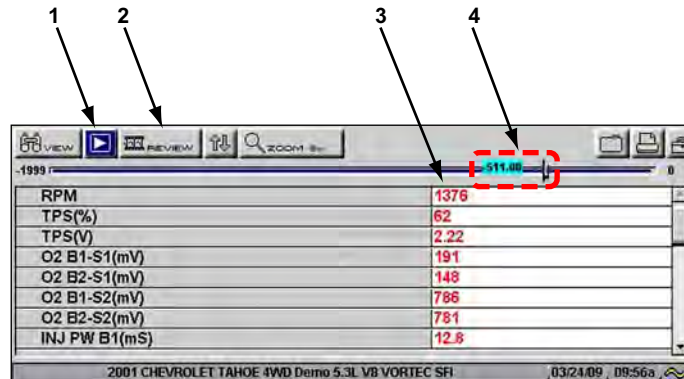 1 2 3 4
VIEW REVIEW ZOOM
-1999 -511.00 0
RPM 1376
TPS(%) 62
TPS(V) 2.22
O2 B1-S1(mV) 191
O2 B2-S1(mV) 148
O2 B1-S2(mV) 786
O2 B2-S2(mV) 781
INJ PW B1(mS) 12.8
2001 CHEVROLET TAHOE 4WD Demo 5.3L V8 VORTEC SFI 03/24/09 , 09:56a